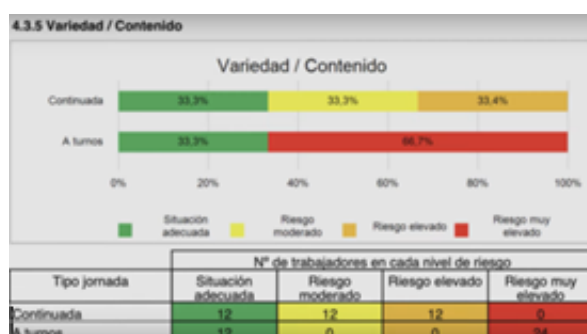 4.3.5 Variedad / Contenido
Variedad / Contenido
Continuada 33,3% 33,3% 33,4%
A turnos 33,3% 66,7%
0% 20% 40% 60% 80% 100%
Situación adecuada Riesgo moderado Riesgo elevado Riesgo muy elevado
Nº de trabajadores en cada nivel de riesgo
Tipo jornada Situación adecuada Riesgo moderado Riesgo elevado Riesgo muy elevado
Continuada 12 12 12 0
A turnos 12 0 0 24